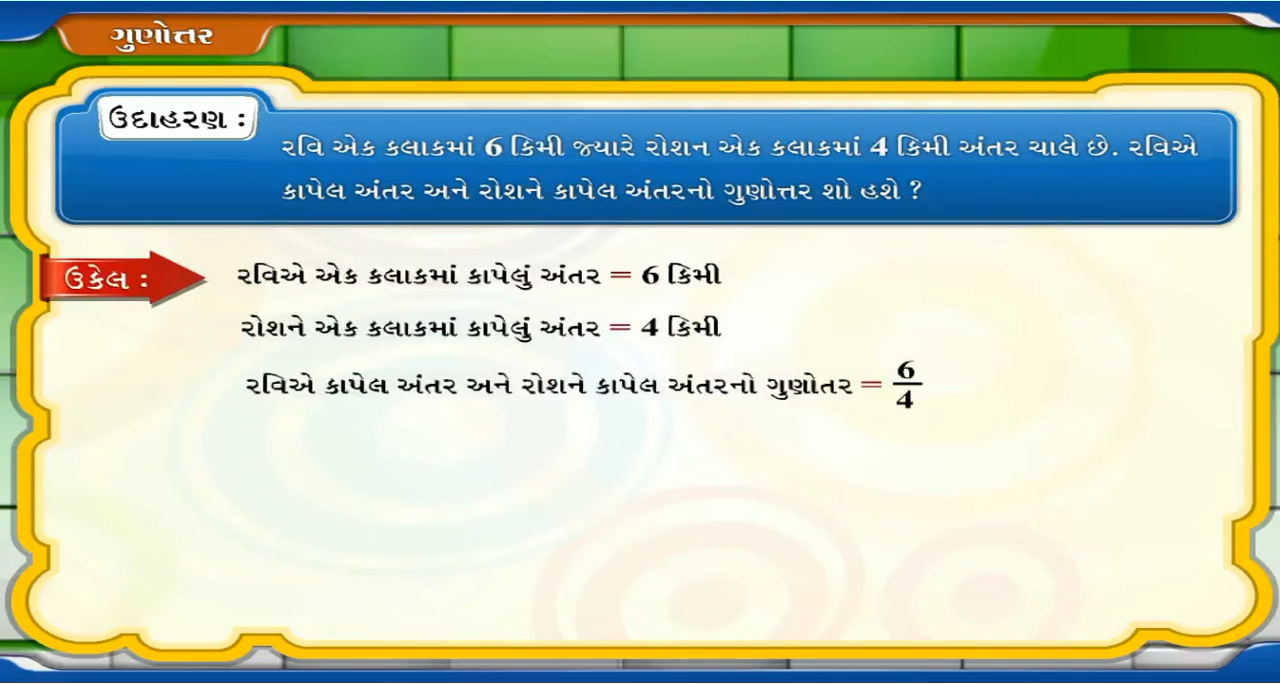 ગુણોત્તર
ઉદાહરણ :
રવિ એક કલાકમાં 6 કિમી જ્યારે રોશન એક કલાકમાં 4 કિમી અંતર ચાલે છે. રવિએ
કાપેલ અંતર અને રોશને કાપેલ અંતરનો ગુણોત્તર શો હશે ?
ઉકેલ :
રવિએ એક કલાકમાં કાપેલું અંતર = 6 કિમી
રોશને એક કલાકમાં કાપેલું અંતર = 4 કિમી
રવિએ કાપેલ અંતર અને રોશને કાપેલ અંતરનો ગુણોતર = 6/4